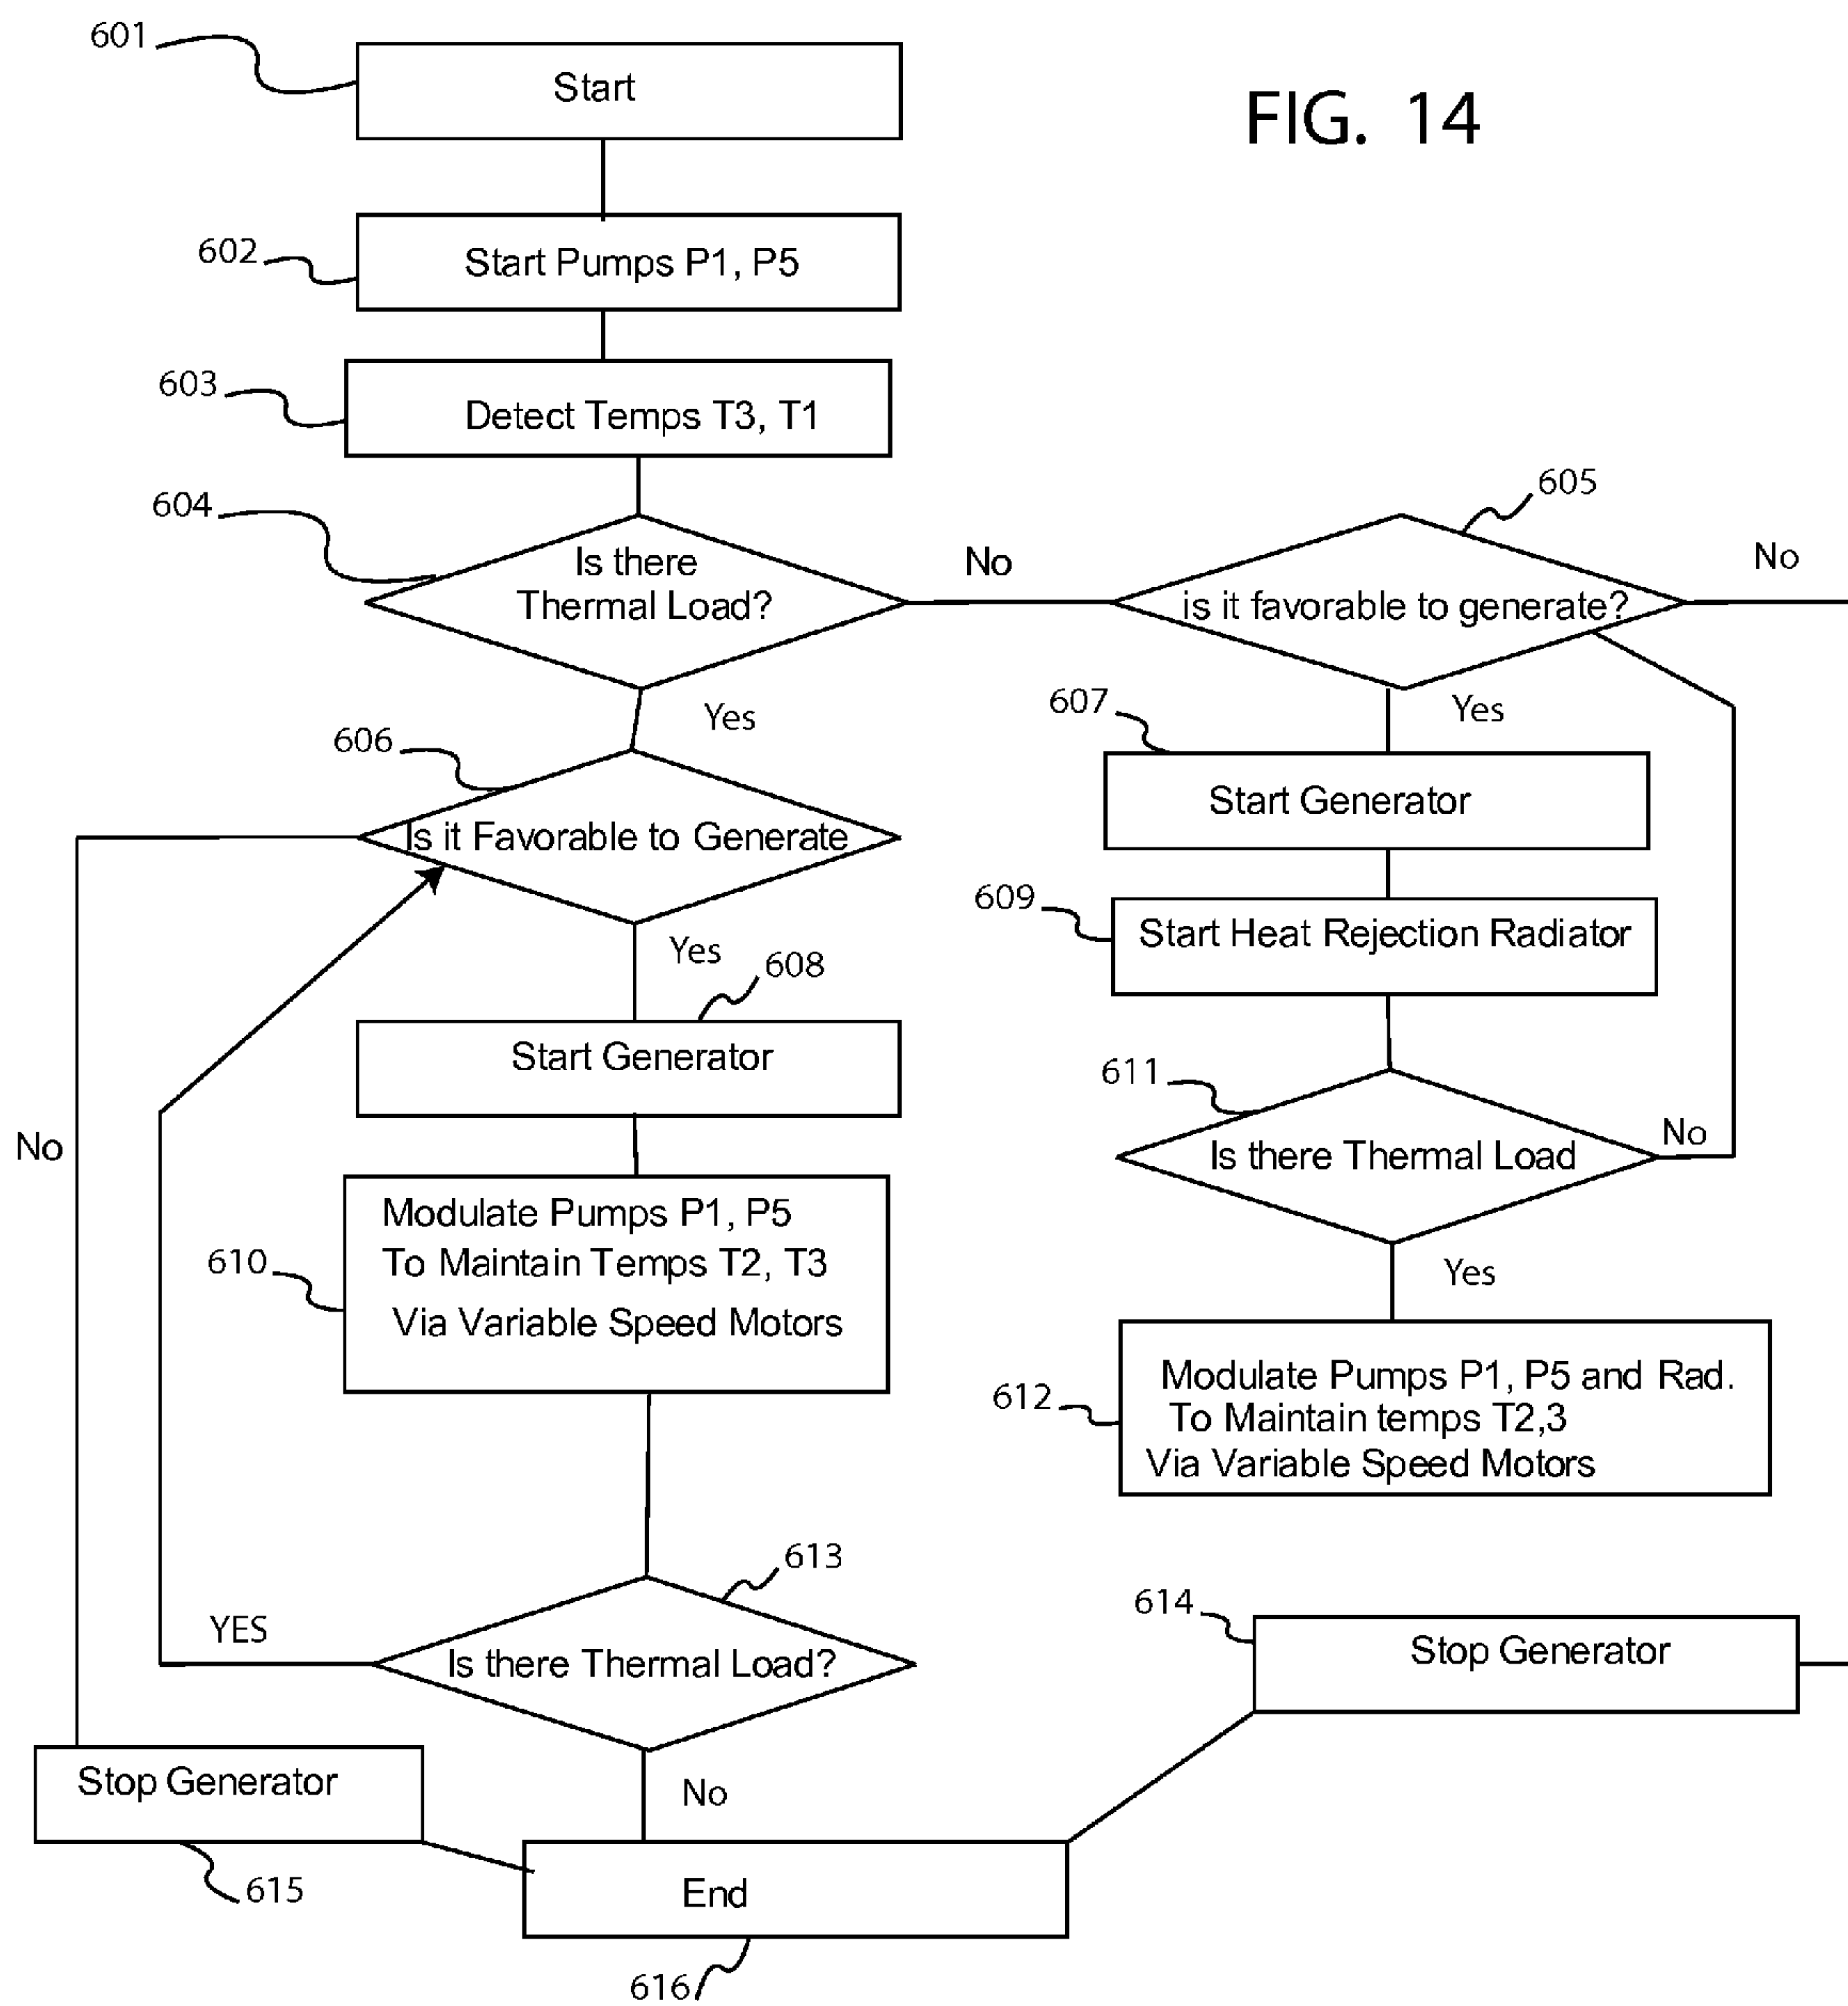 601
Start
FIG. 14
602
Start Pumps P1, P5
603
Detect Temps T3, T1
604
Is there
Thermal Load?
No
605
is it favorable to generate?
No
Yes
606
Is it Favorable to Generate
607
Yes
Start Generator
609
Start Heat Rejection Radiator
Yes
608
Start Generator
611
Is there Thermal Load
No
No
610
Modulate Pumps P1, P5
To Maintain Temps T2, T3
Via Variable Speed Motors
Yes
612
Modulate Pumps P1, P5 and Rad.
To Maintain temps T2,3
Via Variable Speed Motors
613
YES
Is there Thermal Load?
614
Stop Generator
Stop Generator
615
No
End
616